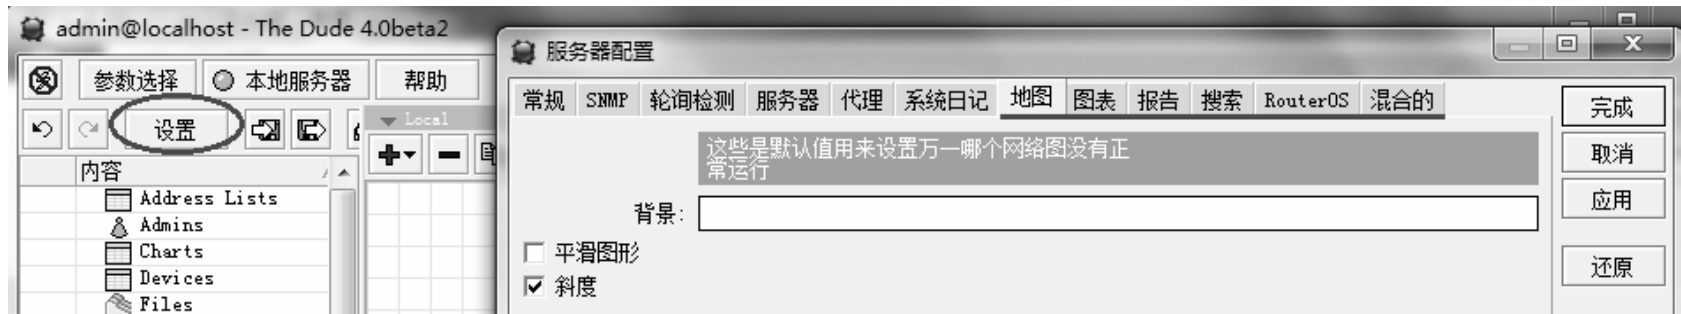 admin@localhost - The Dude 4.0beta2
参数选择 本地服务器 帮助
设置
Local
内容
Address Lists
Admins
Charts
Devices
Files
服务器配置
常规 SNMP 轮询检测 服务器 代理 系统日记 地图 图表 报告 搜索 RouterOS 混合的
这些是默认值用来设置万一哪个网络图没有正
常运行
背景:
平滑图形
斜度
完成
取消
应用
还原